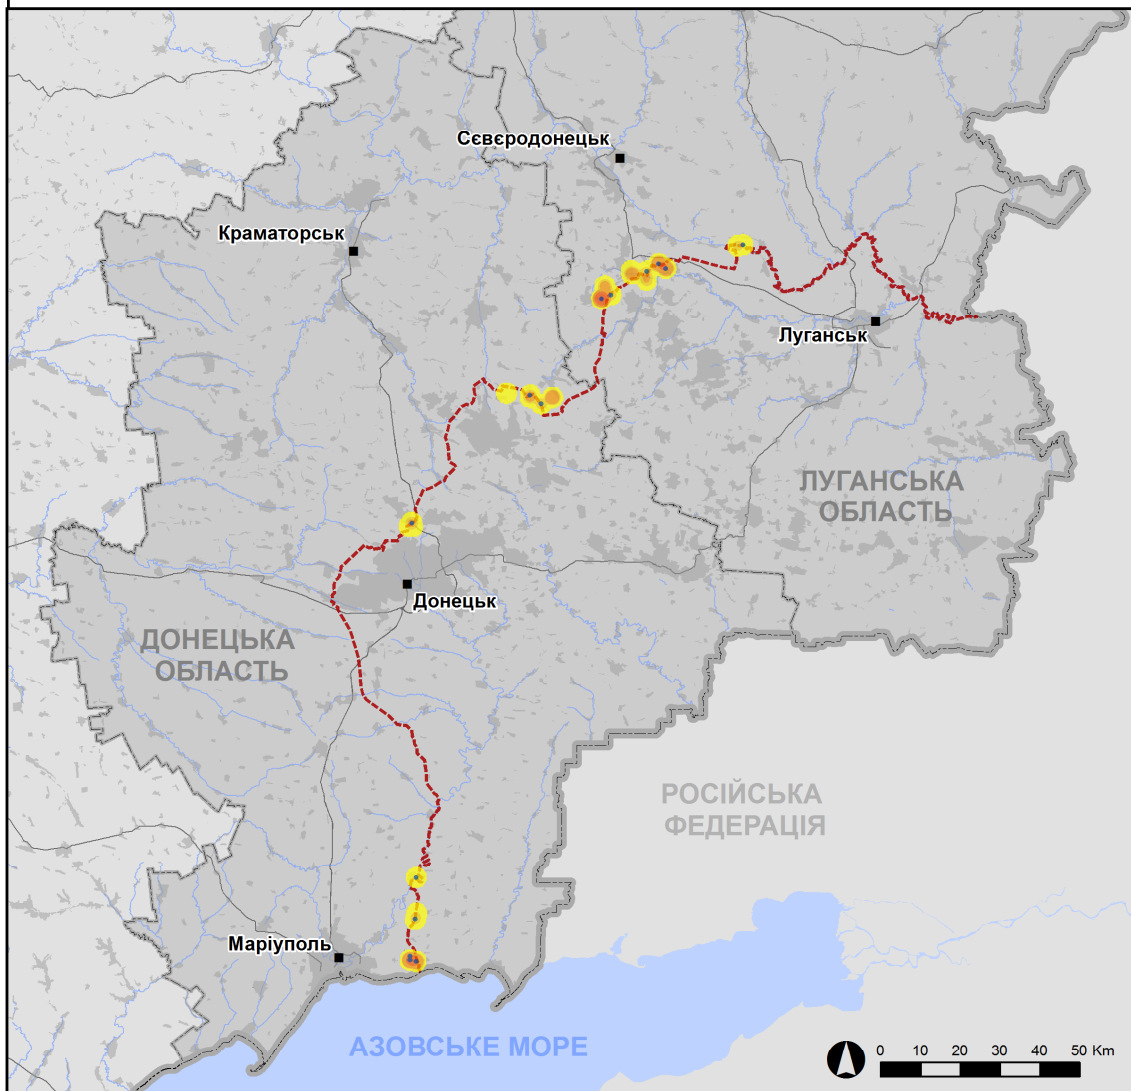 Сєвєродонецьк
Краматорськ
Луганськ
ЛУГАНСЬКА
ОБЛАСТЬ
Донецьк
ДОНЕЦЬКА
ОБЛАСТЬ
РОСІЙСЬКА
ФЕДЕРАЦІЯ
Маріуполь
АЗОВСЬКЕ МОРЕ
0 10 20 30 40 50 Km